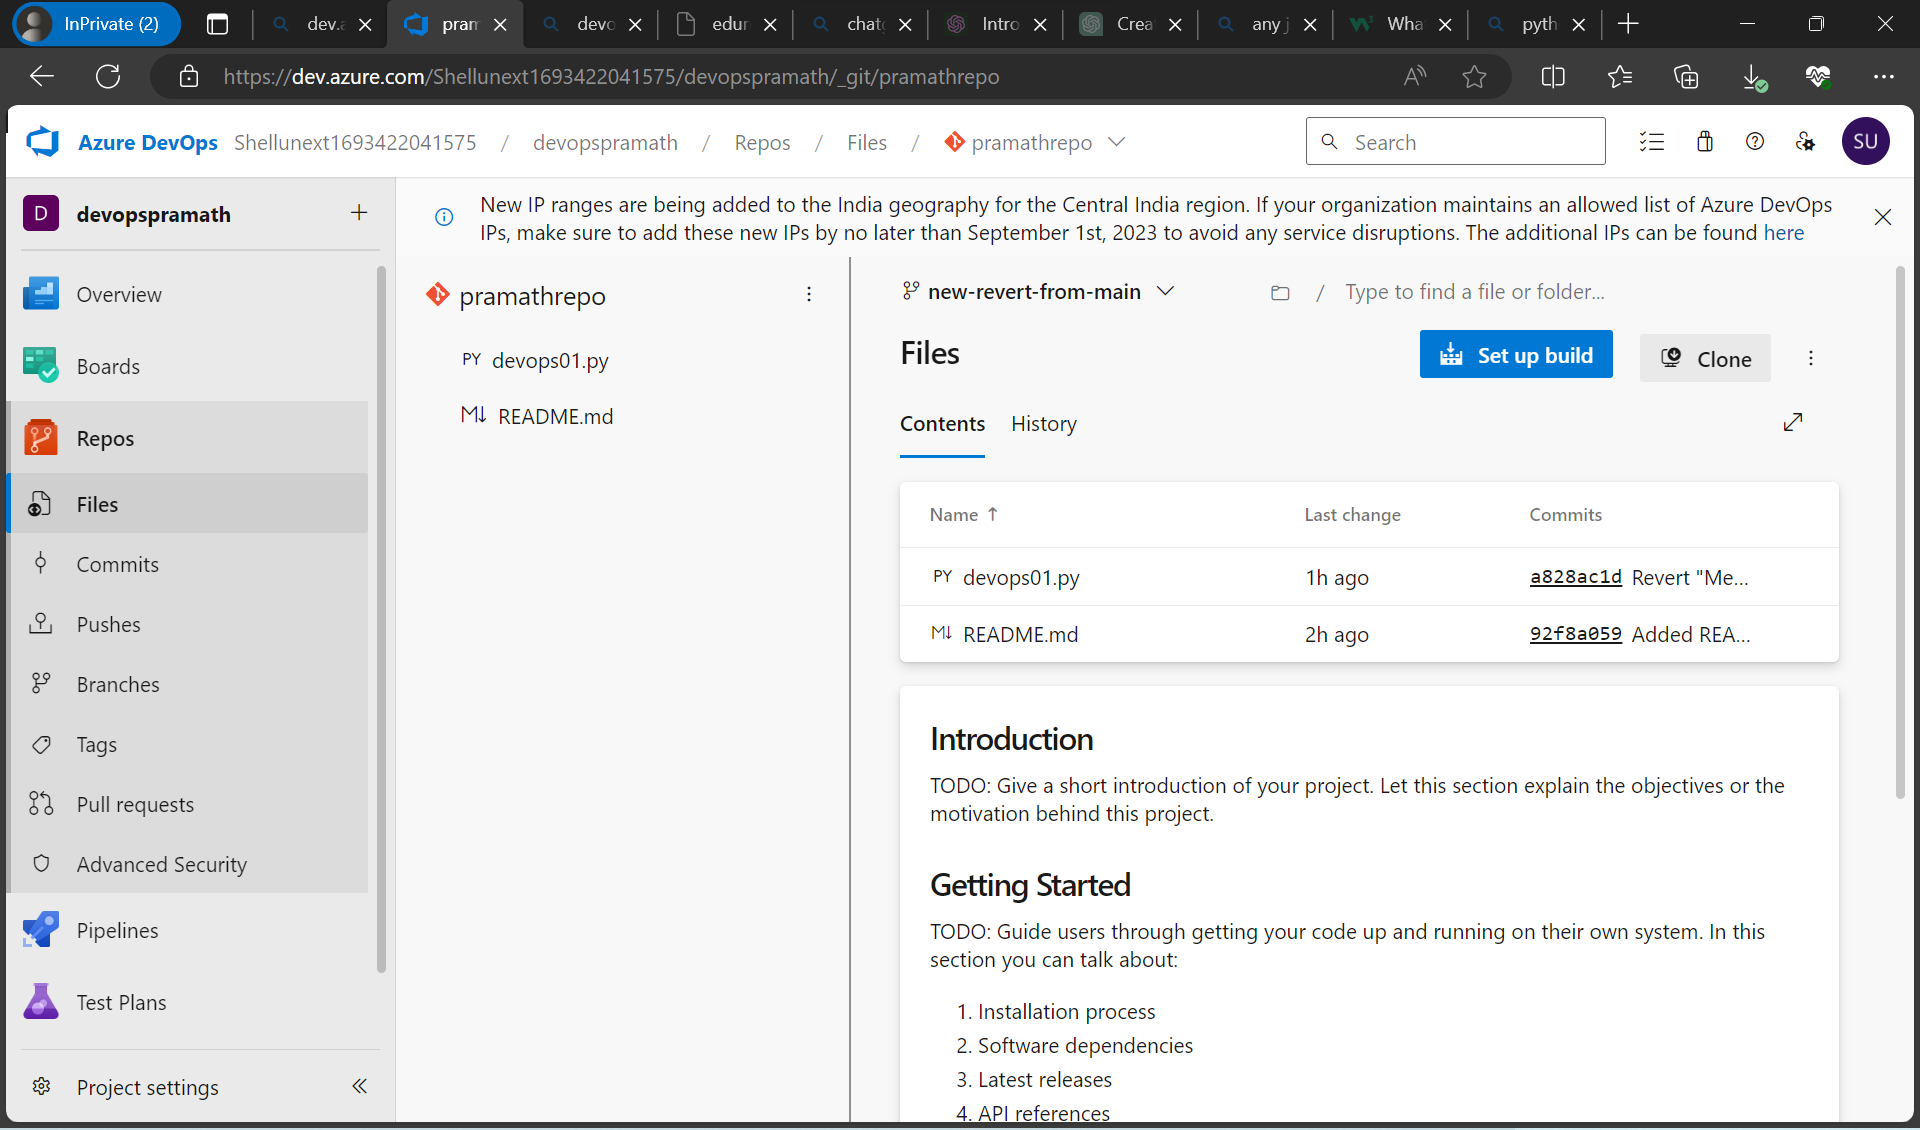 InPrivate (2)
dev.a
pram
devo
edur
chatg
Intro
Crea
any j
Wha
pyth
https://dev.azure.com/Shellunext1693422041575/devopspramath/_git/pramathrepo
Azure DevOps Shellunext1693422041575 / devopspramath / Repos / Files / pramathrepo
Search
SU
D devopspramath
New IP ranges are being added to the India geography for the Central India region. If your organization maintains an allowed list of Azure DevOps
IPs, make sure to add these new IPs by no later than September 1st, 2023 to avoid any service disruptions. The additional IPs can be found here
Overview
Boards
Repos
Files
Commits
Pushes
Branches
Tags
Pull requests
Advanced Security
Pipelines
Test Plans
Project settings
pramathrepo
PY devops01.py
M↓ README.md
new-revert-from-main
/ Type to find a file or folder...
Files
Set up build
Clone
Contents History
Name ↑ Last change Commits
PY devops01.py 1h ago a828ac1d Revert "Me...
M↓ README.md 2h ago 92f8a059 Added REA...
Introduction
TODO: Give a short introduction of your project. Let this section explain the objectives or the
motivation behind this project.
Getting Started
TODO: Guide users through getting your code up and running on their own system. In this
section you can talk about:
1. Installation process
2. Software dependencies
3. Latest releases
4. API references